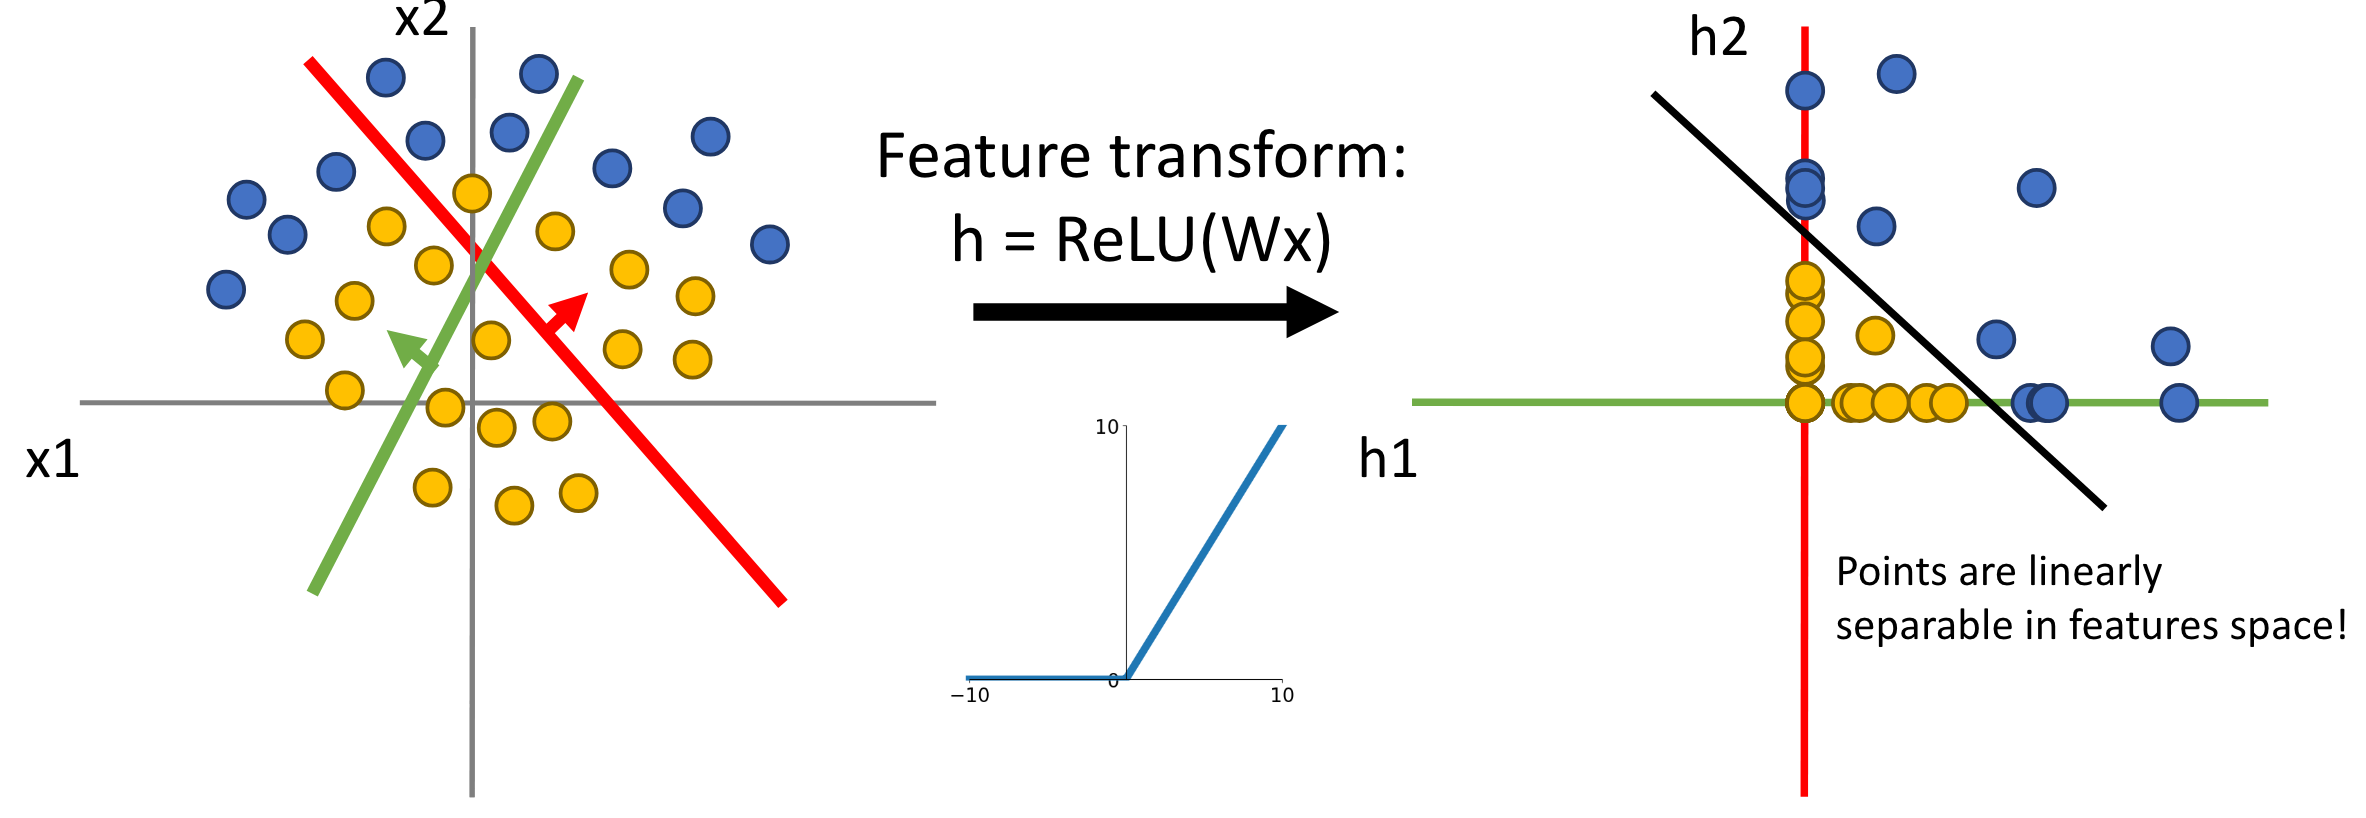 x2
x1
Feature transform:
h = ReLU(Wx)
10
0
−10
10
h2
h1
Points are linearly
separable in features space!